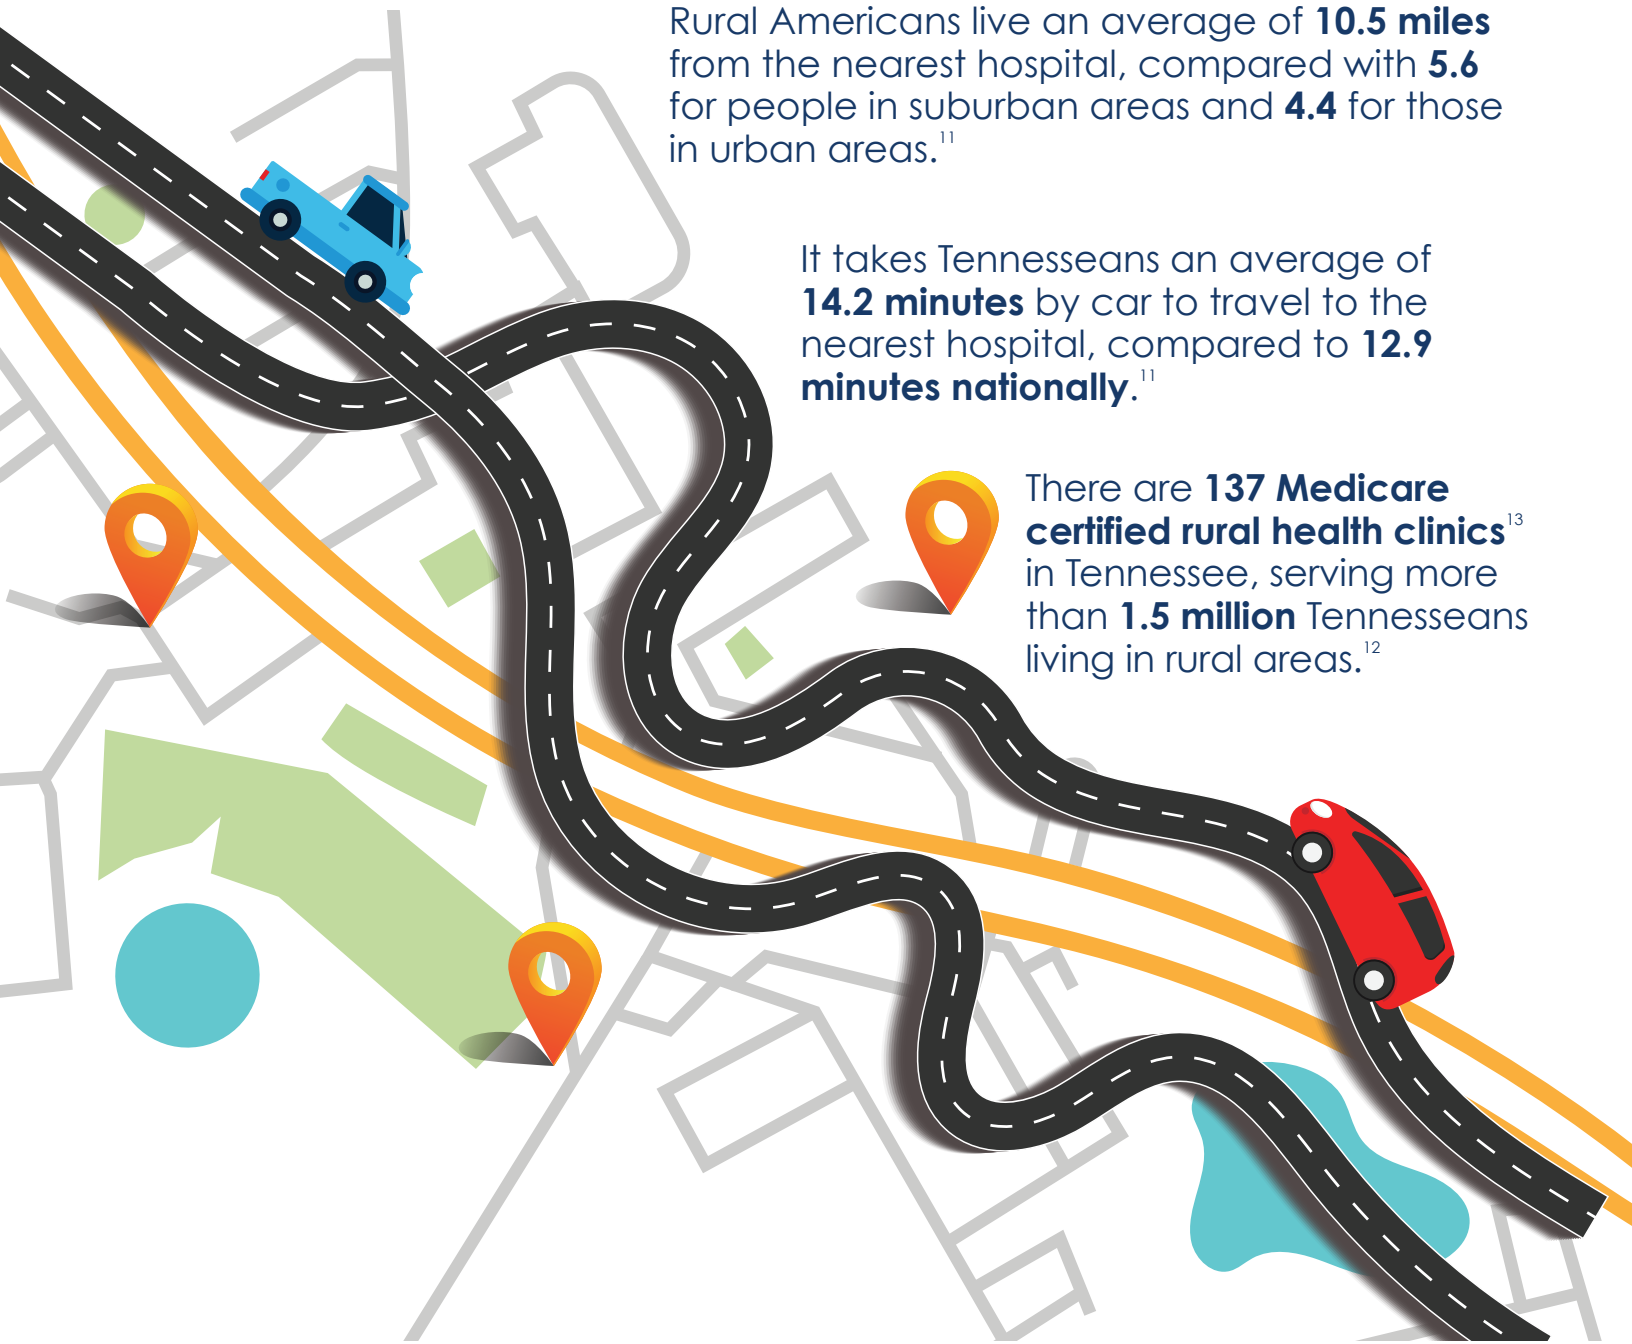 Rural Americans live an average of 10.5 miles
from the nearest hospital, compared with 5.6
for people in suburban areas and 4.4 for those
in urban areas.11
It takes Tennesseans an average of
14.2 minutes by car to travel to the
nearest hospital, compared to 12.9
minutes nationally.11
There are 137 Medicare
certified rural health clinics13
in Tennessee, serving more
than 1.5 million Tennesseans
living in rural areas.12